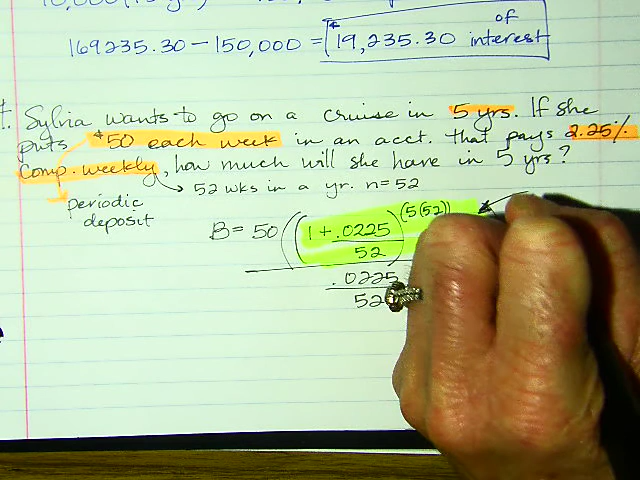 169235.30 - 150,000 = $19,235.30 of interest
Sylvia wants to go on a cruise in 5 yrs. If she
puts $50 each week in an acct. that pays 2.25%
comp. weekly, how much will she have in 5 yrs?
→ 52 wks in a yr. n=52
periodic
deposit
B = 50 ((1 + .0225/52)^(5(52))
.0225
52